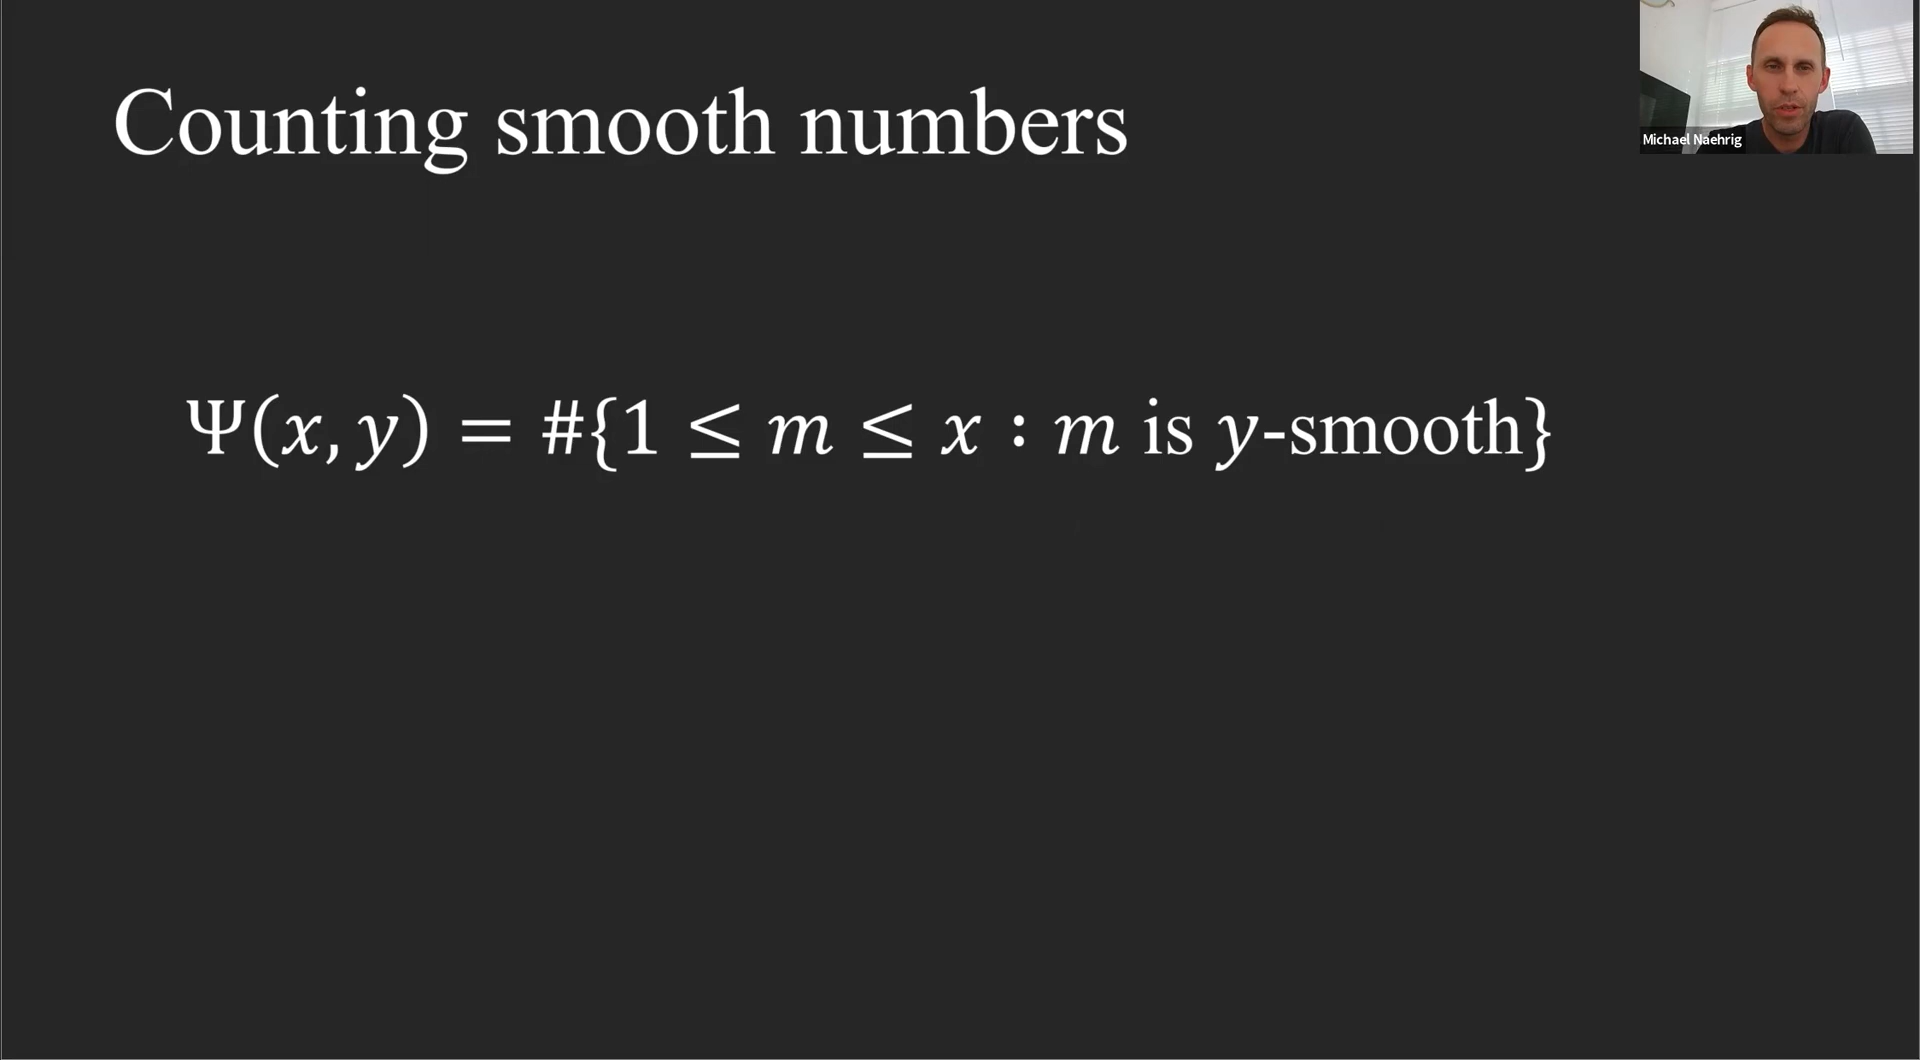 Counting smooth numbers
Michael Naehrig
Ψ(x, y) = #{1 ≤ m ≤ x : m is y-smooth}